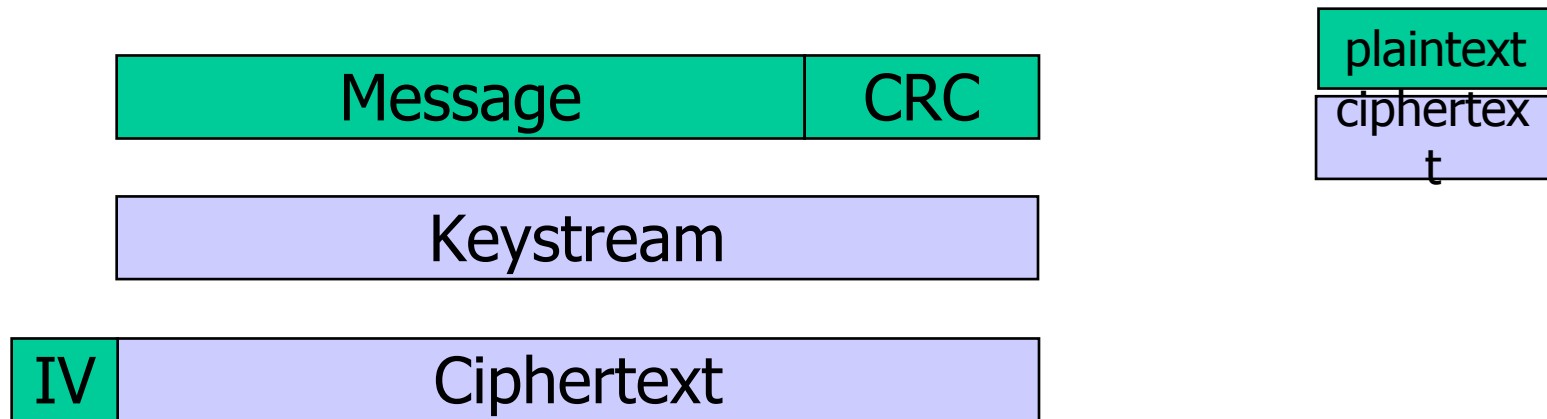 Message CRC
Keystream
IV Ciphertext
plaintext
ciphertex
t